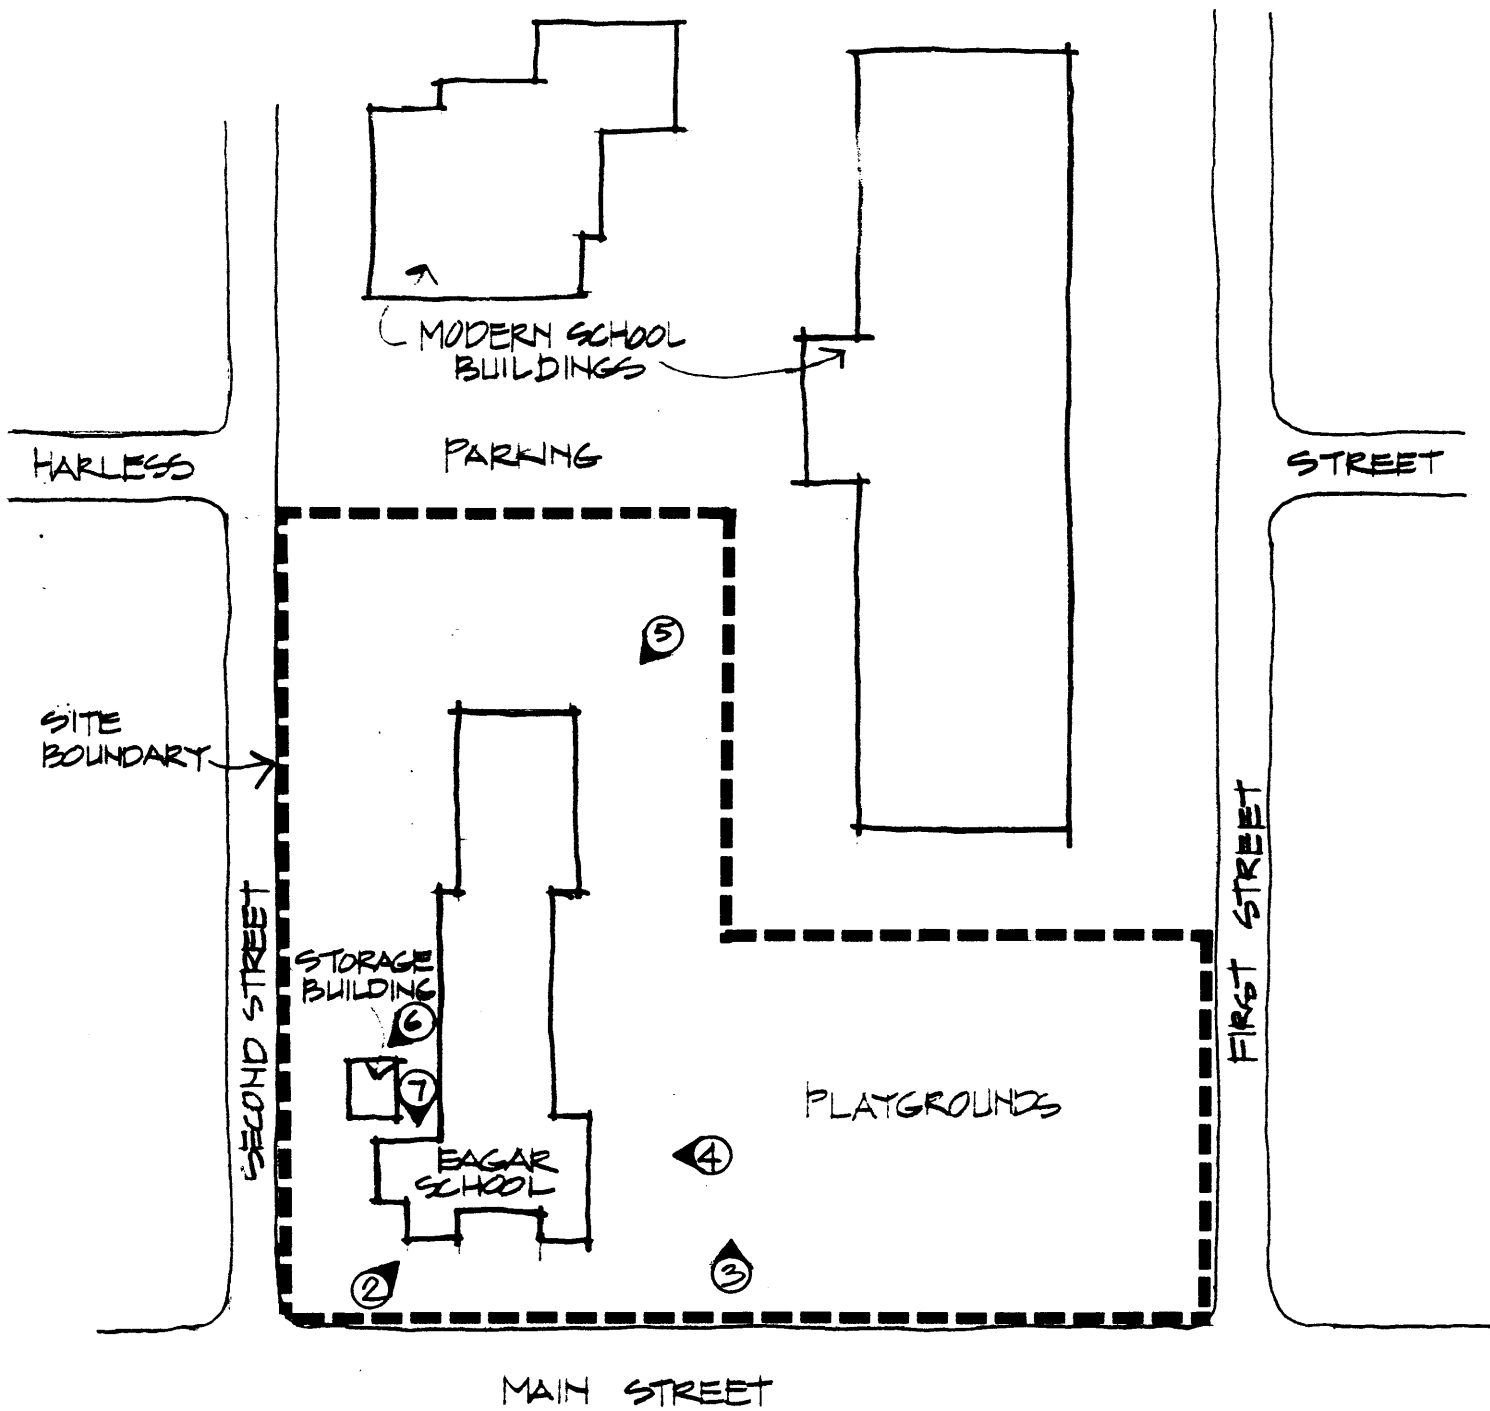 MODERN SCHOOL
BUILDINGS
PARKING
HARLESS
STREET
5
SITE
BOUNDARY
FIRST STREET
SECOND STREET
STORAGE
BUILDING
6
7
PLAYGROUNDS
EAGAR
SCHOOL
4
3
2
MAIN STREET